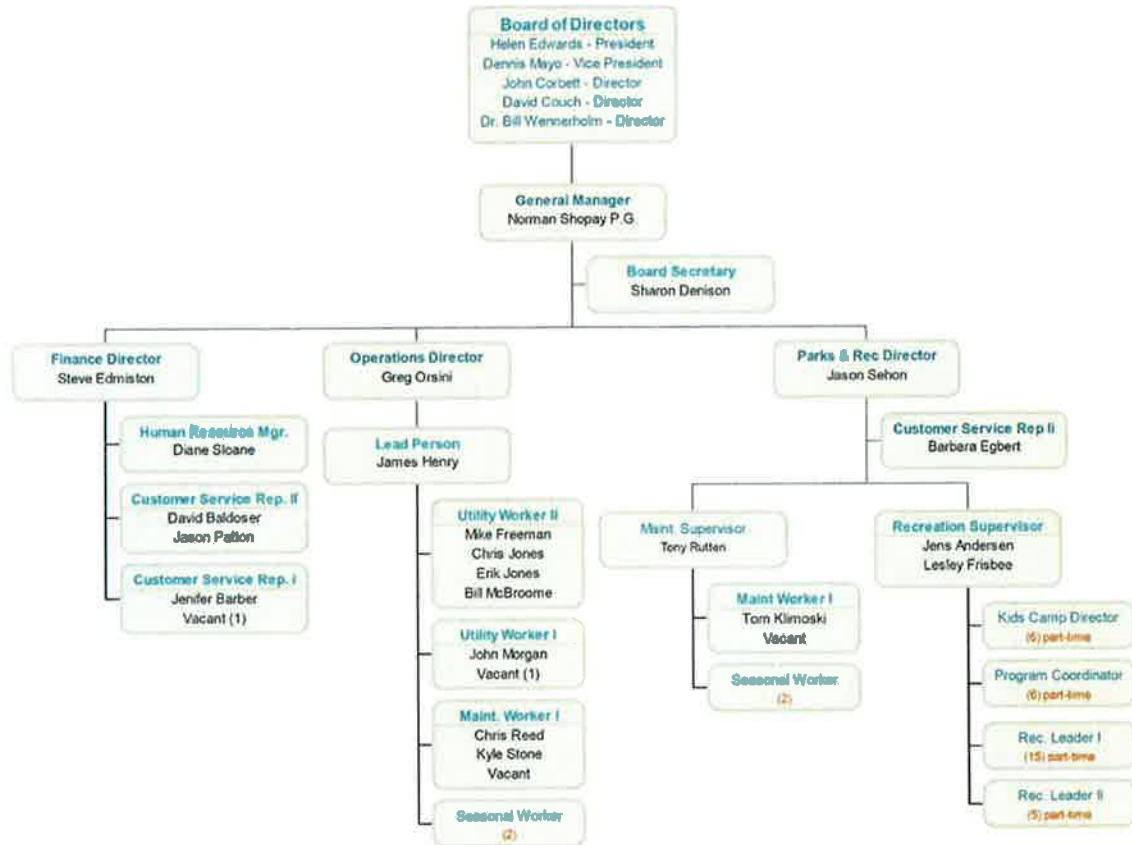 Board of Directors
Helen Edwards - President
Dennis Mayo - Vice President
John Corbett - Director
David Couch - Director
Dr. Bill Wennerholm - Director
General Manager
Norman Shopay P.G.
Board Secretary
Sharon Denison
Finance Director
Steve Edmiston
Human Resource Mgr.
Diane Sloane
Customer Service Rep. II
David Baldoser
Jason Patton
Customer Service Rep. I
Jenifer Barber
Vacant (1)
Operations Director
Greg Orsini
Lead Person
James Henry
Utility Worker II
Mike Freeman
Chris Jones
Erik Jones
Bill McBroome
Utility Worker I
John Morgan
Vacant (1)
Maint. Worker I
Chris Reed
Kyle Stone
Vacant
Seasonal Worker
(2)
Parks & Rec Director
Jason Sehon
Customer Service Rep Ii
Barbara Egbert
Maint. Supervisor
Tony Rutten
Maint Worker I
Tom Klimoski
Vacant
Seasonal Worker
(2)
Recreation Supervisor
Jens Andersen
Lesley Frisbee
Kids Camp Director
(6) part-time
Program Coordinator
(6) part-time
Rec. Leader I
(15) part-time
Rec. Leader II
(5) part-time